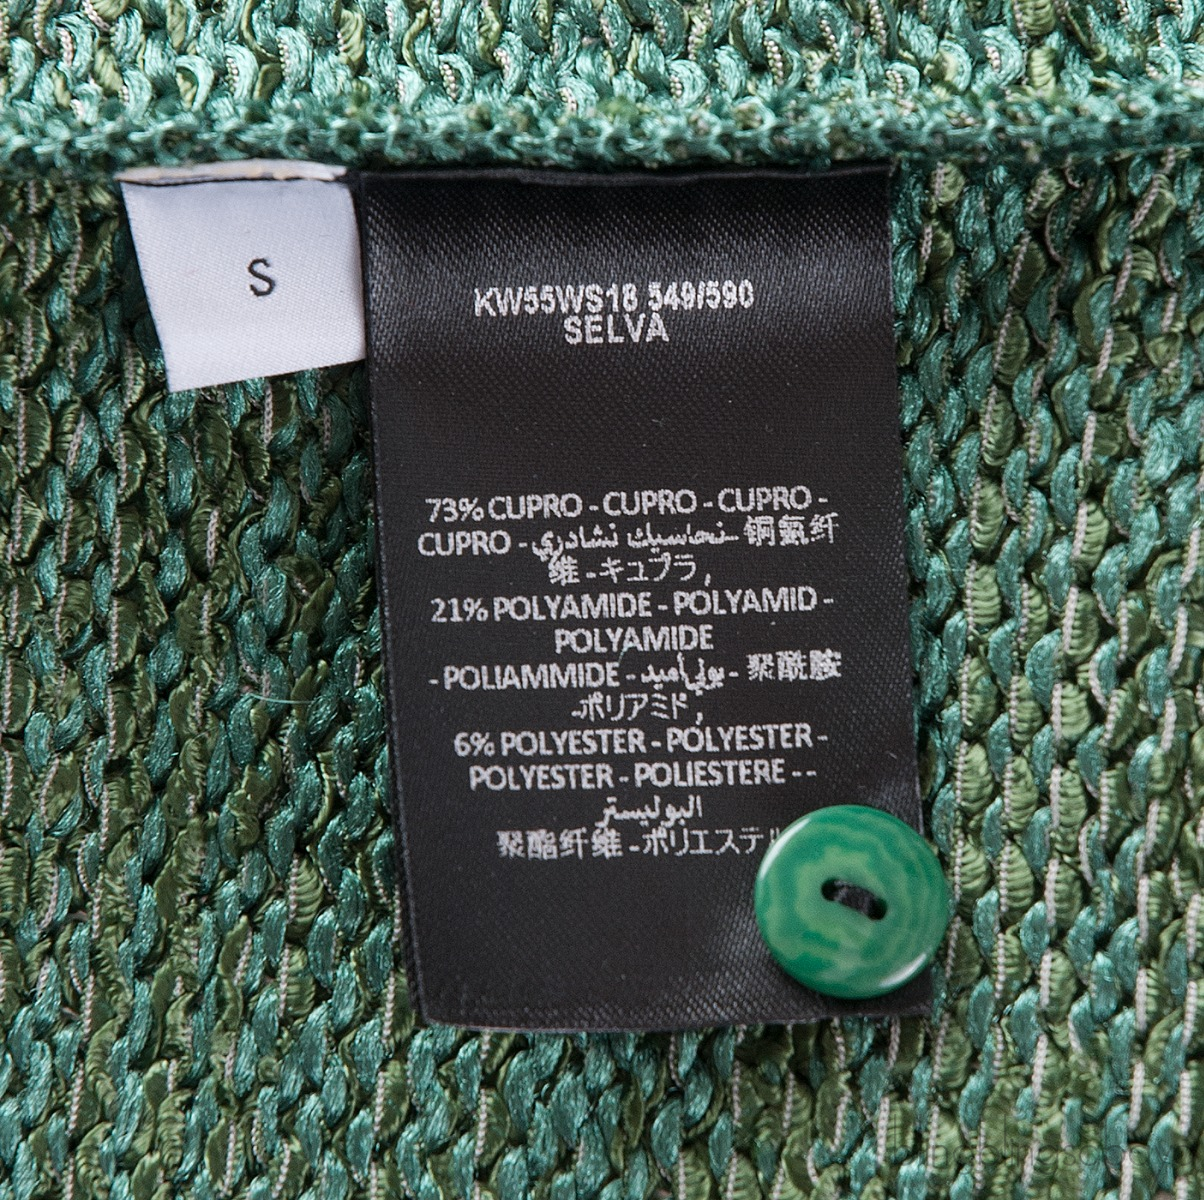 S
KW55WS18 549/590
SELVA
73% CUPRO - CUPRO - CUPRO -
CUPRO - نحاسيك نشادري - 铜氨纤
维 - キュプラ,
21% POLYAMIDE - POLYAMID -
POLYAMIDE
- POLIAMMIDE - بولياميد - 聚酰胺
-ポリアミド,
6% POLYESTER - POLYESTER -
POLYESTER - POLIESTERE - -
البوليستر
聚酯纤维 - ポリエステル